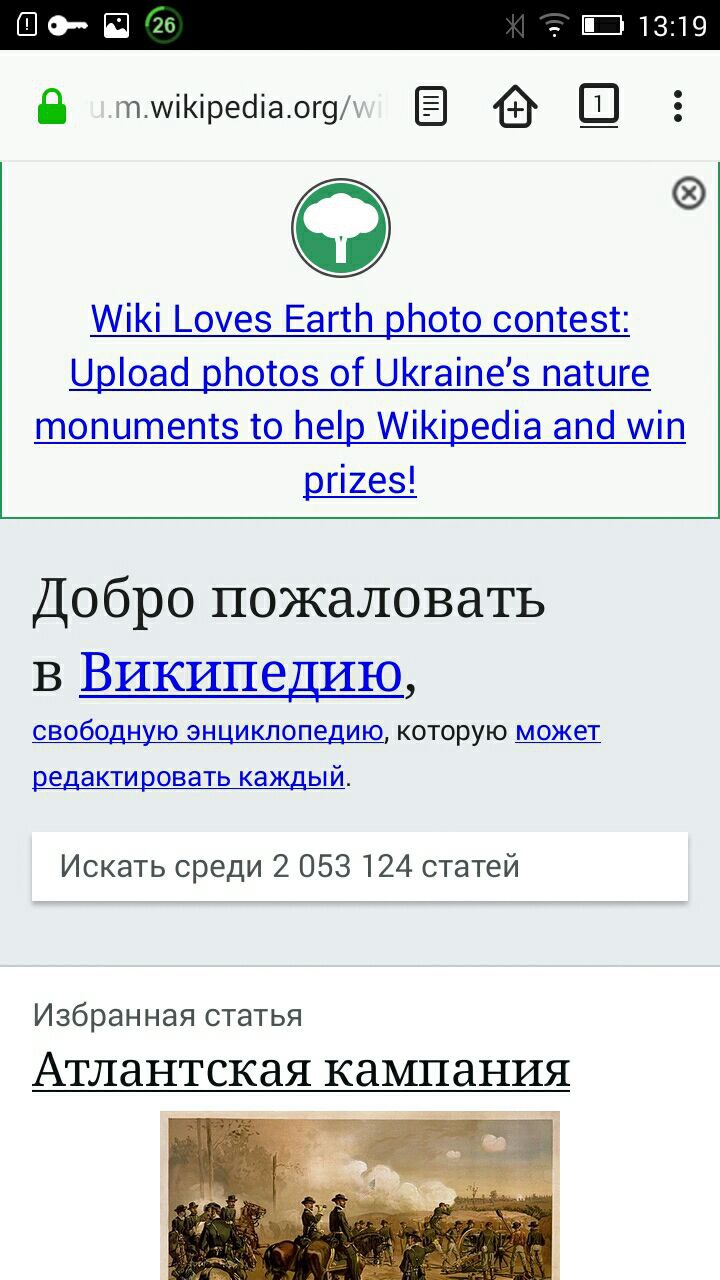 26
13:19
u.m.wikipedia.org/wi
1
Wiki Loves Earth photo contest:
Upload photos of Ukraine’s nature
monuments to help Wikipedia and win
prizes!
Добро пожаловать
в Википедию,
свободную энциклопедию, которую может
редактировать каждый.
Искать среди 2 053 124 статей
Избранная статья
Атлантская кампания